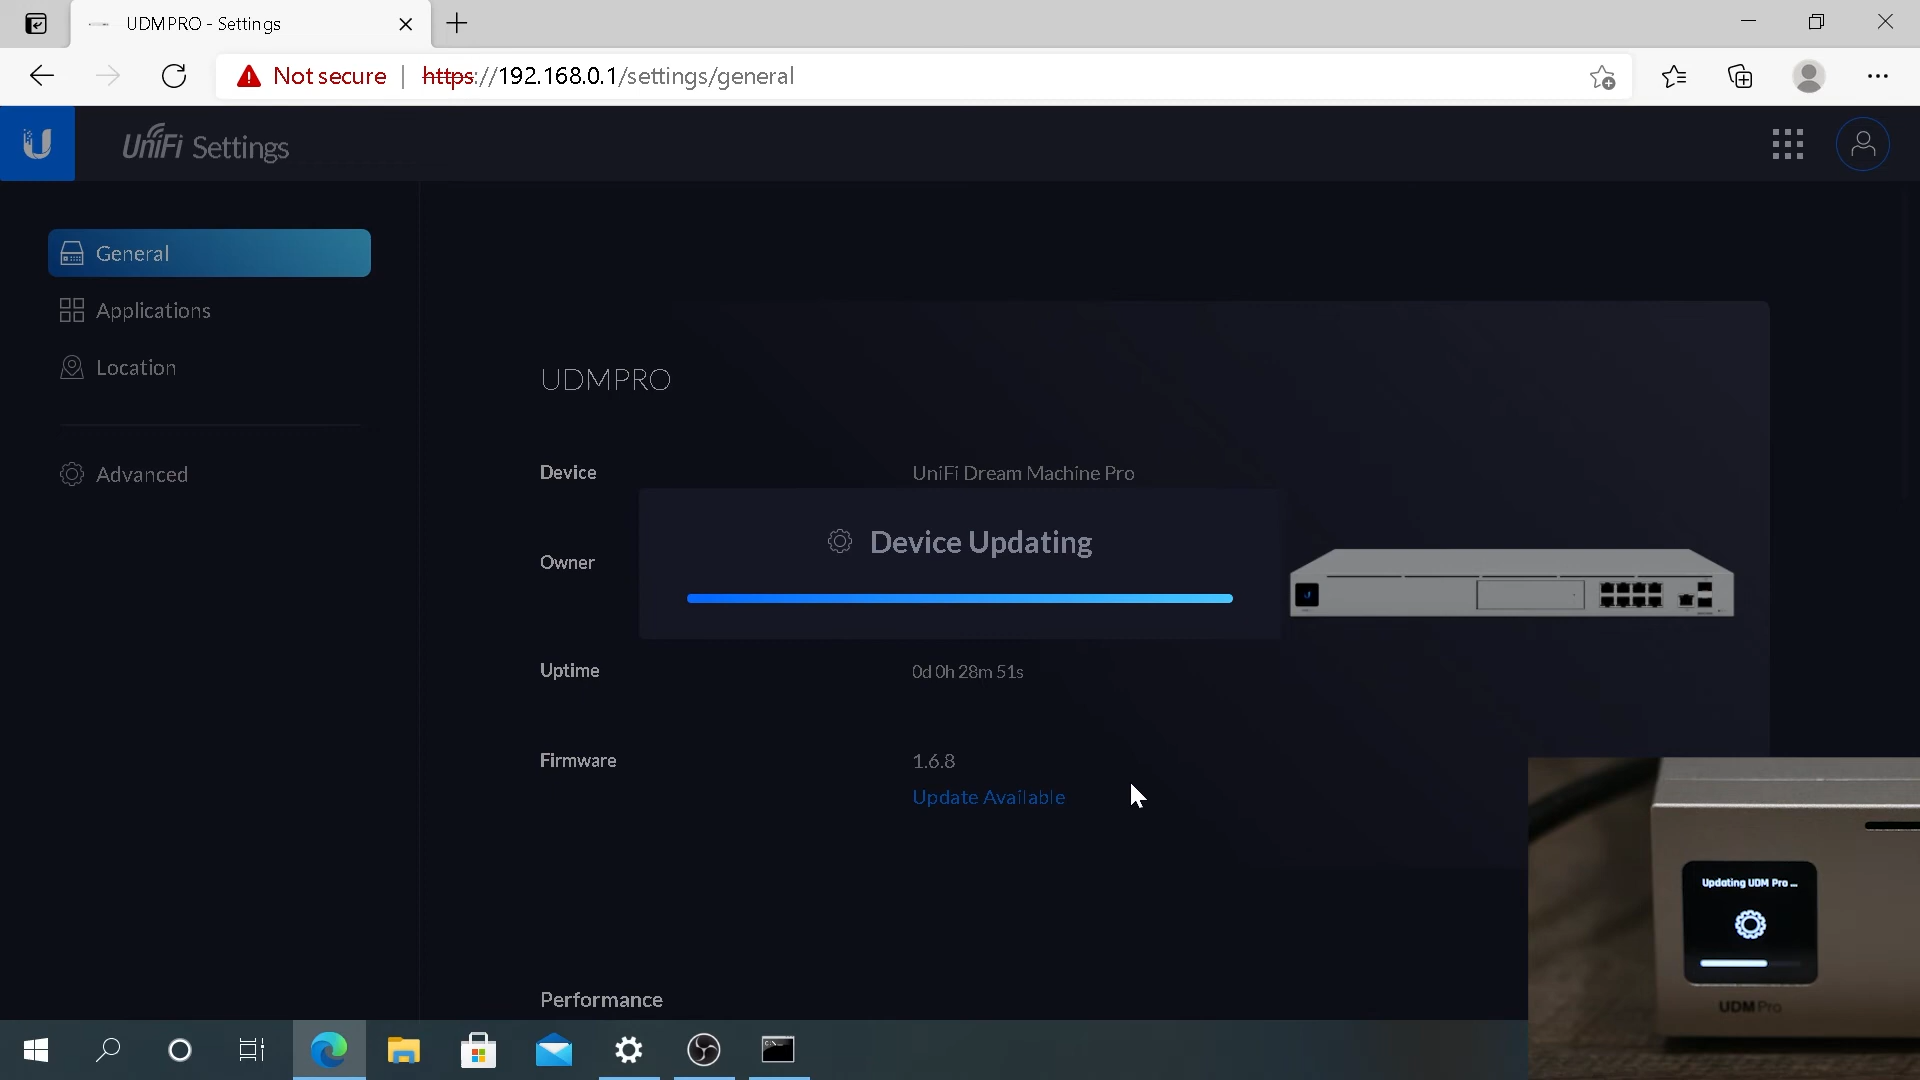 UDMPRO - Settings
Not secure | https://192.168.0.1/settings/general
UniFi Settings
General
Applications
Location
Advanced
UDMPRO
Device
UniFi Dream Machine Pro
Device Updating
Owner
Uptime
0d 0h 28m 51s
Firmware
1.6.8
Update Available
Performance
Updating UDM Pro ...
UDM Pro